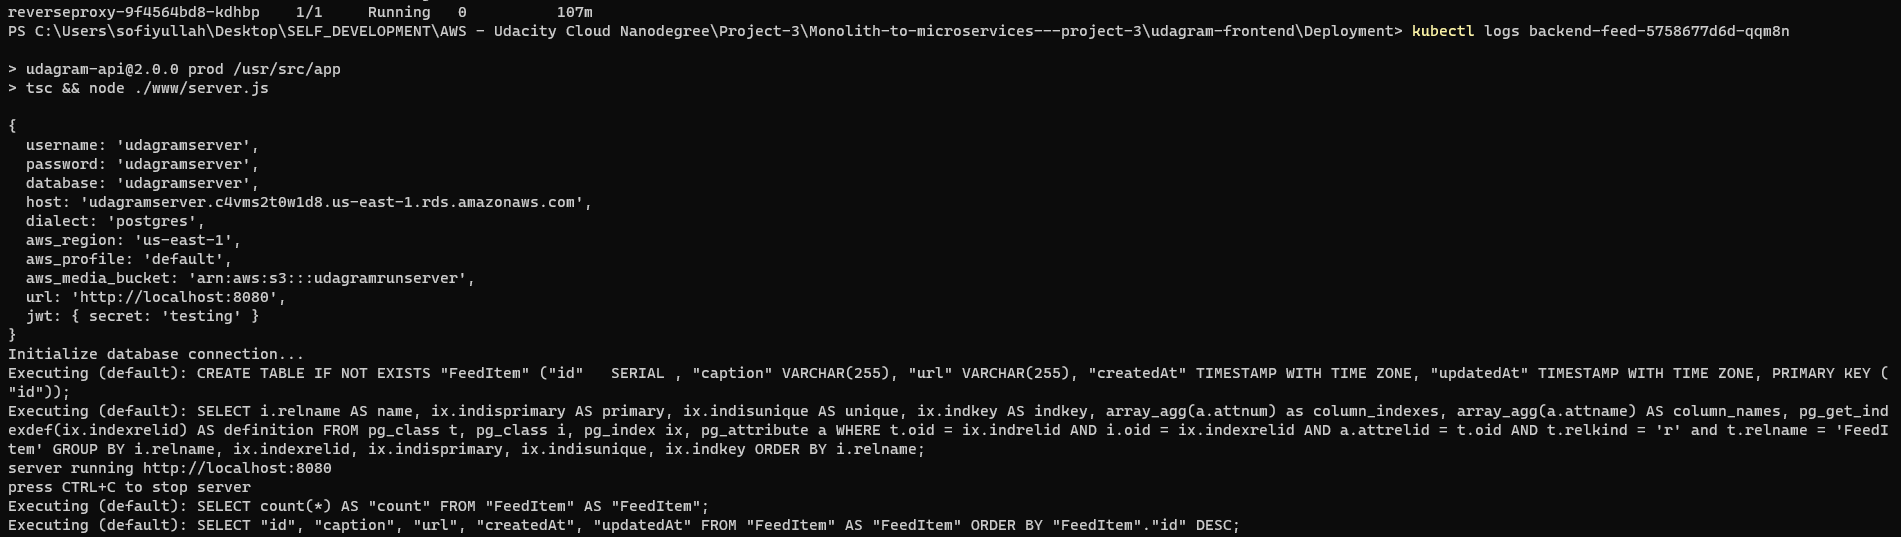 reverseproxy-9f4564bd8-kdhbp    1/1     Running   0          107m
PS C:\Users\sofiyullah\Desktop\SELF_DEVELOPMENT\AWS - Udacity Cloud Nanodegree\Project-3\Monolith-to-microservices---project-3\udagram-frontend\Deployment> kubectl logs backend-feed-5758677d6d-qqm8n
> udagram-api@2.0.0 prod /usr/src/app
> tsc && node ./www/server.js
{
  username: 'udagramserver',
  password: 'udagramserver',
  database: 'udagramserver',
  host: 'udagramserver.c4vms2t0w1d8.us-east-1.rds.amazonaws.com',
  dialect: 'postgres',
  aws_region: 'us-east-1',
  aws_profile: 'default',
  aws_media_bucket: 'arn:aws:s3:::udagramrunserver',
  url: 'http://localhost:8080',
  jwt: { secret: 'testing' }
}
Initialize database connection...
Executing (default): CREATE TABLE IF NOT EXISTS "FeedItem" ("id"   SERIAL , "caption" VARCHAR(255), "url" VARCHAR(255), "createdAt" TIMESTAMP WITH TIME ZONE, "updatedAt" TIMESTAMP WITH TIME ZONE, PRIMARY KEY (
"id"));
Executing (default): SELECT i.relname AS name, ix.indisprimary AS primary, ix.indisunique AS unique, ix.indkey AS indkey, array_agg(a.attnum) as column_indexes, array_agg(a.attname) AS column_names, pg_get_ind
exdef(ix.indexrelid) AS definition FROM pg_class t, pg_class i, pg_index ix, pg_attribute a WHERE t.oid = ix.indrelid AND i.oid = ix.indexrelid AND a.attrelid = t.oid AND t.relkind = 'r' and t.relname = 'FeedI
tem' GROUP BY i.relname, ix.indexrelid, ix.indisprimary, ix.indisunique, ix.indkey ORDER BY i.relname;
server running http://localhost:8080
press CTRL+C to stop server
Executing (default): SELECT count(*) AS "count" FROM "FeedItem" AS "FeedItem";
Executing (default): SELECT "id", "caption", "url", "createdAt", "updatedAt" FROM "FeedItem" AS "FeedItem" ORDER BY "FeedItem"."id" DESC;